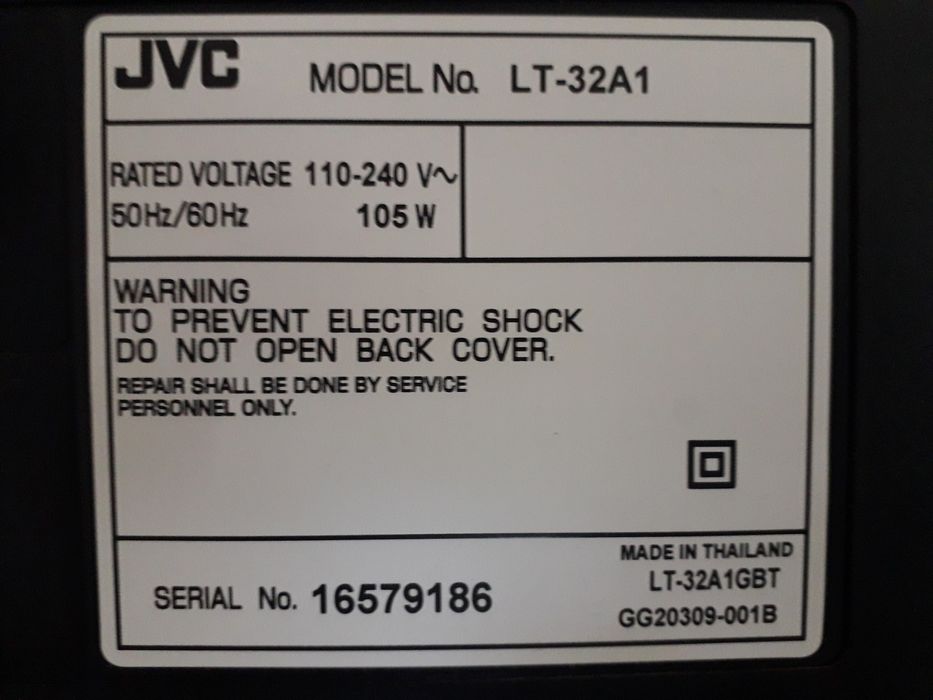 JVC MODEL No. LT-32A1
RATED VOLTAGE 110-240 V∼
50Hz/60Hz 105 W
WARNING
TO PREVENT ELECTRIC SHOCK
DO NOT OPEN BACK COVER.
REPAIR SHALL BE DONE BY SERVICE
PERSONNEL ONLY.
SERIAL No. 16579186
MADE IN THAILAND
LT-32A1GBT
GG20309-001B